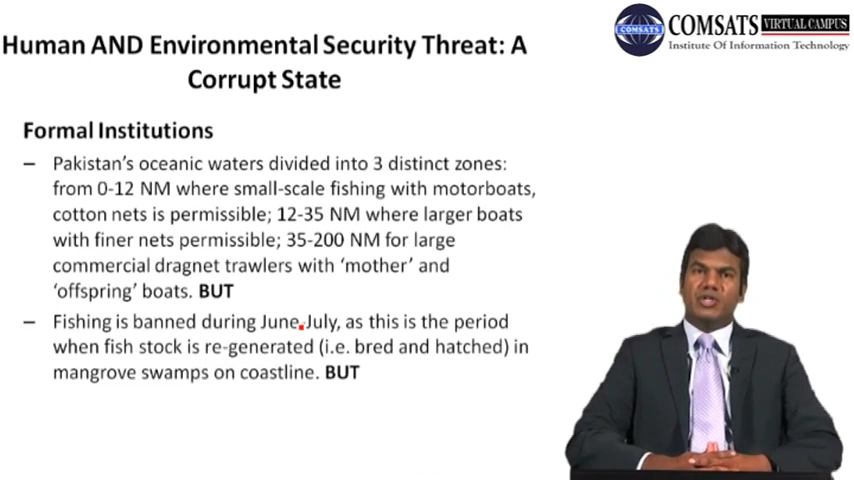 COMSATS VIRTUAL CAMPUS
Institute Of Information Technology
COMSATS
Human AND Environmental Security Threat: A
Corrupt State
Formal Institutions
– Pakistan's oceanic waters divided into 3 distinct zones:
from 0-12 NM where small-scale fishing with motorboats,
cotton nets is permissible; 12-35 NM where larger boats
with finer nets permissible; 35-200 NM for large
commercial dragnet trawlers with 'mother' and
'offspring' boats. BUT
– Fishing is banned during June, July, as this is the period
when fish stock is re-generated (i.e. bred and hatched) in
mangrove swamps on coastline. BUT